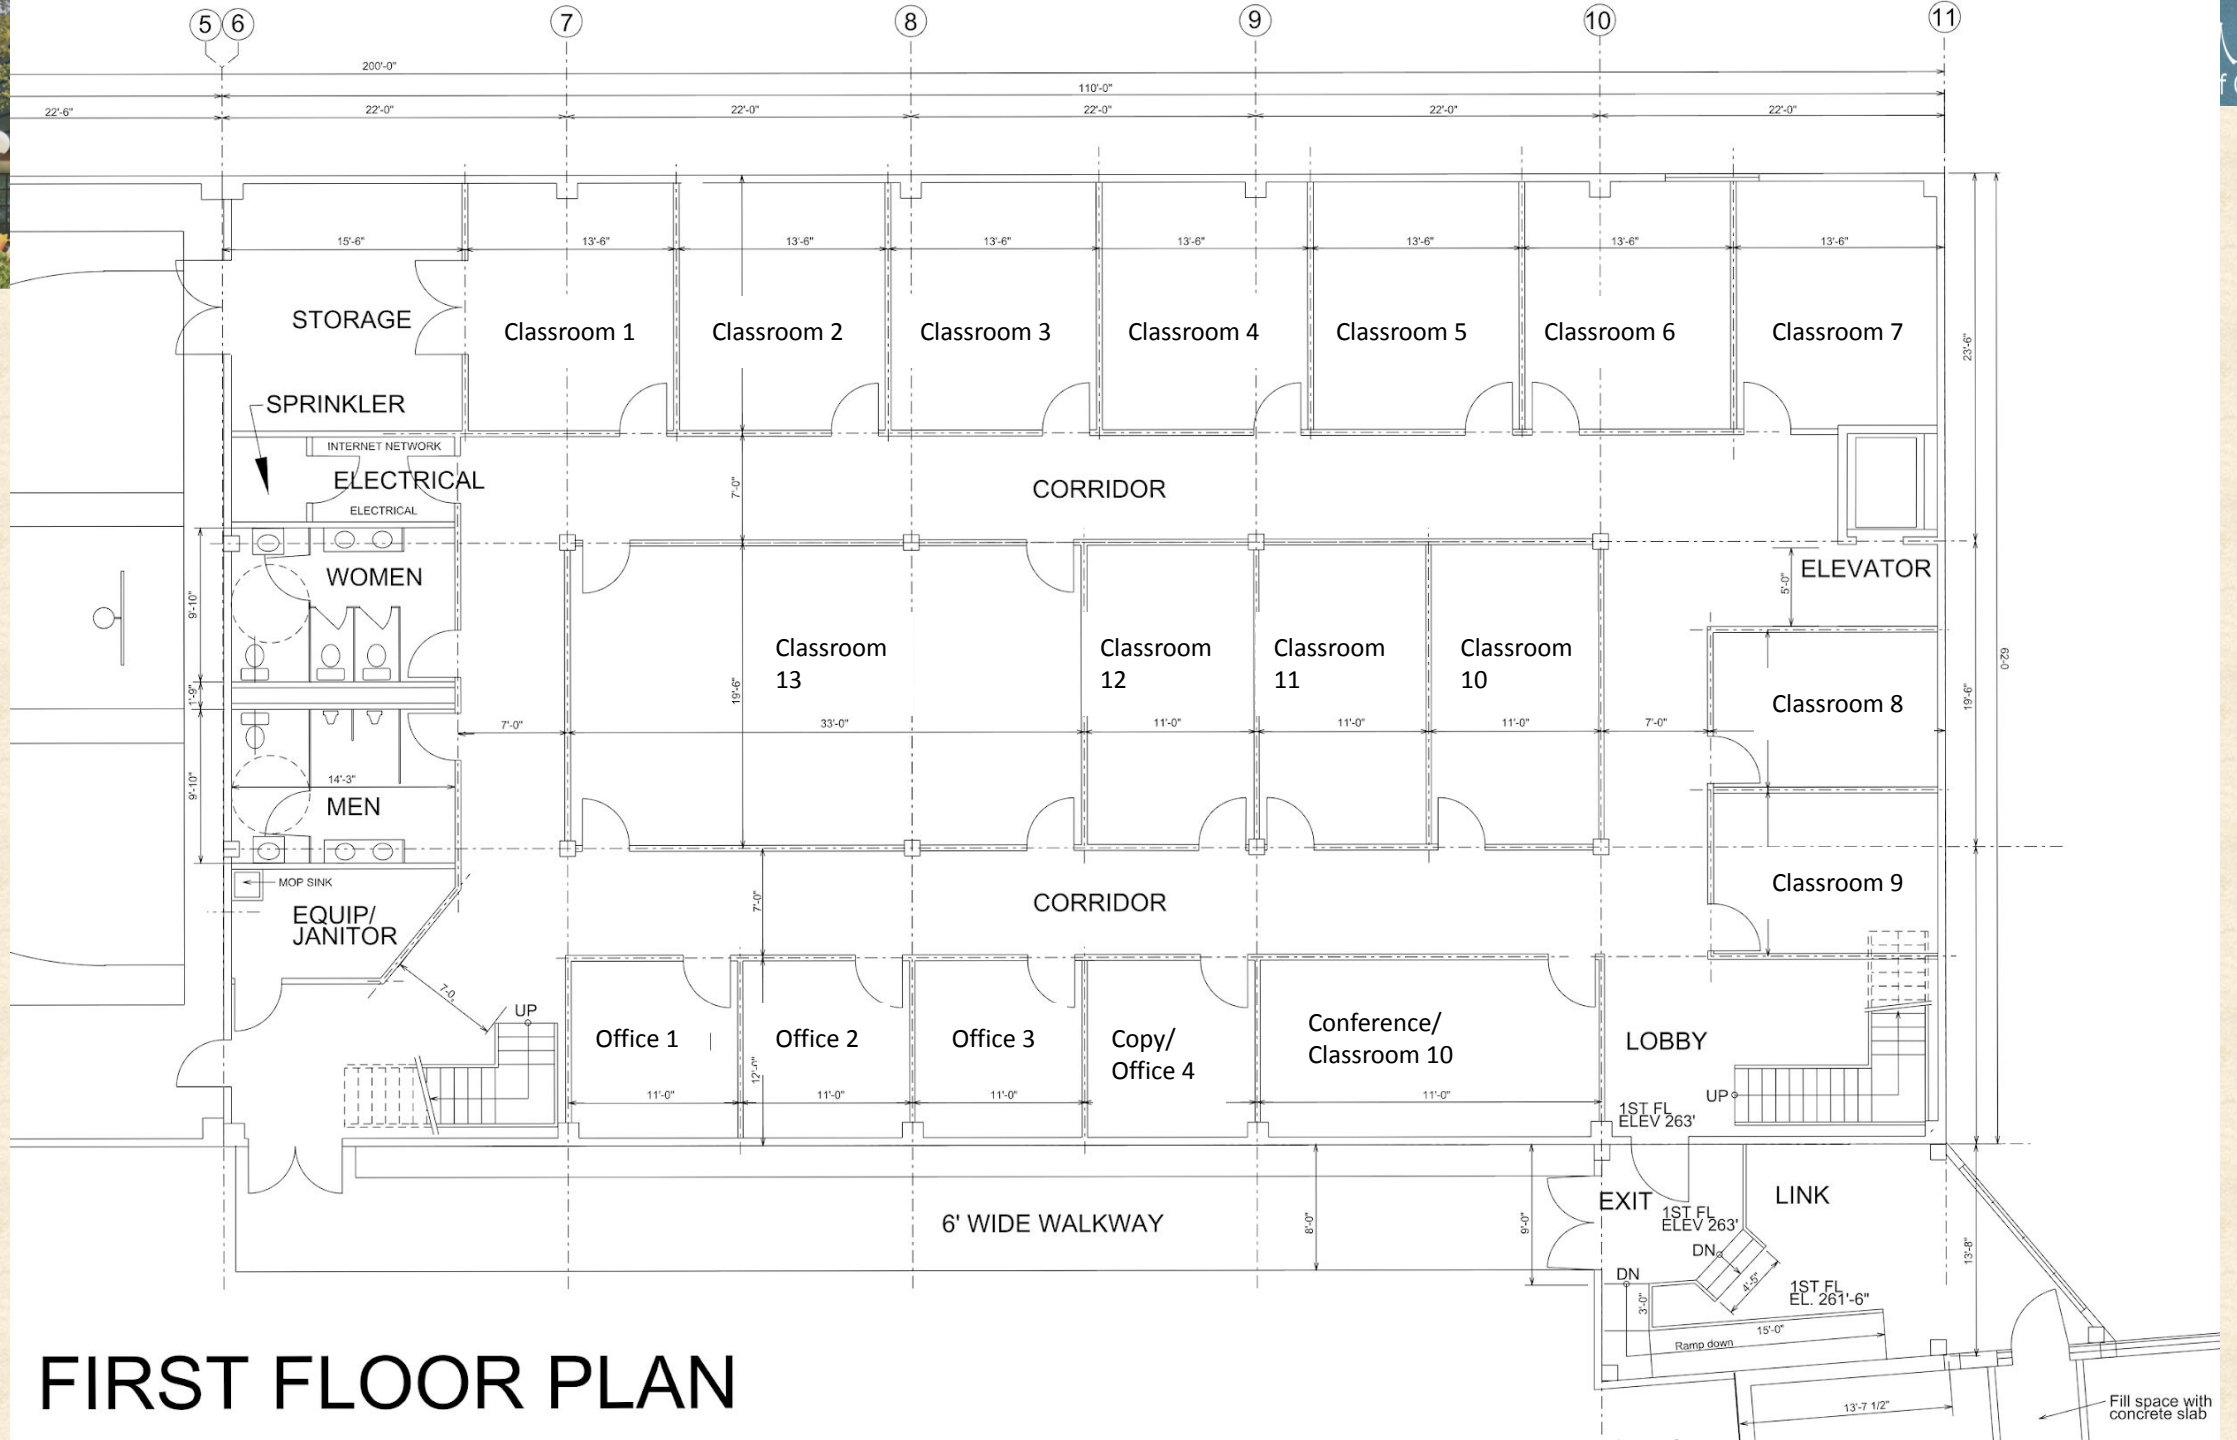 5 6 7 8 9 10 11
200'-0"
110'-0"
22'-6" 22'-0" 22'-0" 22'-0" 22'-0" 22'-0"
15'-6" 13'-6" 13'-6" 13'-6" 13'-6" 13'-6" 13'-6" 13'-6"
STORAGE
Classroom 1
Classroom 2
Classroom 3
Classroom 4
Classroom 5
Classroom 6
Classroom 7
23'-6"
SPRINKLER
INTERNET NETWORK
ELECTRICAL
ELECTRICAL
7'-0"
CORRIDOR
ELEVATOR
5'-0"
WOMEN
9'-10"
1'-9"
9'-10"
14'-3"
MEN
7'-0"
Classroom
13
19'-6"
33'-0"
Classroom
12
11'-0"
Classroom
11
11'-0"
Classroom
10
11'-0"
7'-0"
Classroom 8
19'-6"
62-0
Classroom 9
MOP SINK
EQUIP/
JANITOR
7'-0"
CORRIDOR
7-0,
UP
Office 1
11'-0"
Office 2
12'-0"
11'-0"
Office 3
11'-0"
Copy/
Office 4
Conference/
Classroom 10
11'-0"
LOBBY
UP
1ST FL
ELEV 263'
6' WIDE WALKWAY
8'-0"
9'-0"
EXIT
1ST FL
ELEV 263'
LINK
DN
DN
4'-5"
3'-0"
1ST FL
EL. 261'-6"
13'-8"
15'-0"
Ramp down
13'-7 1/2"
Fill space with
concrete slab
FIRST FLOOR PLAN